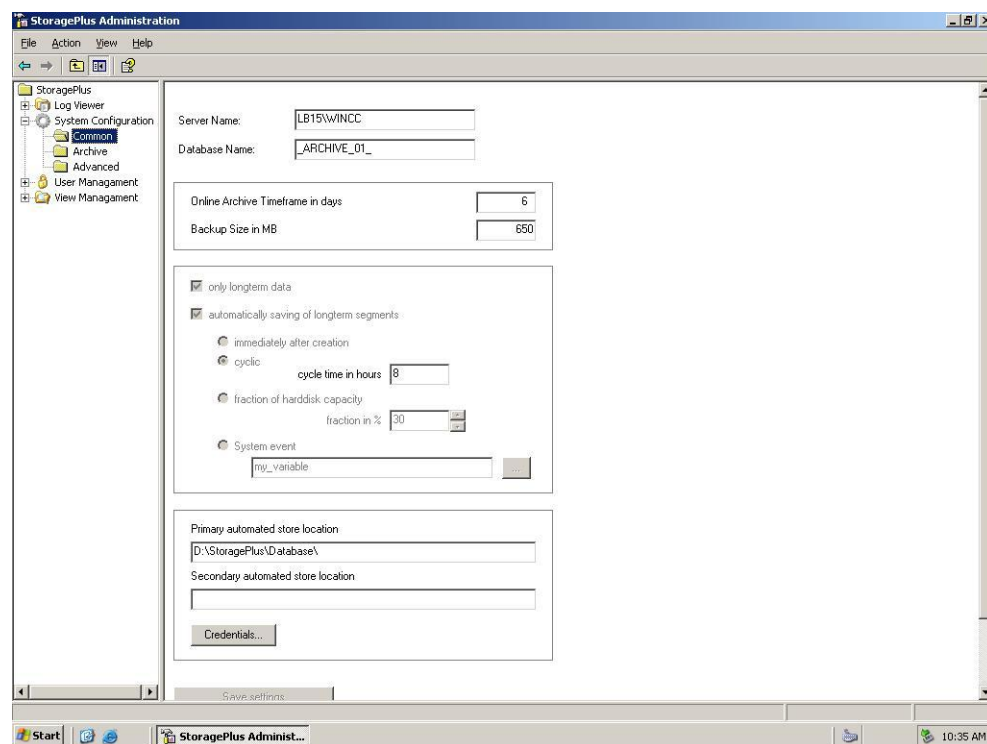 StoragePlus Administration
File Action View Help
StoragePlus
Log Viewer
System Configuration
Common
Archive
Advanced
User Managament
View Managament
Server Name: LB15\WINCC
Database Name: _ARCHIVE_01_
Online Archive Timeframe in days 6
Backup Size in MB 650
only longterm data
automatically saving of longterm segments
immediately after creation
cyclic
cycle time in hours 8
fraction of harddisk capacity
fraction in % 30
System event
my_variable ...
Primary automated store location
D:\StoragePlus\Database\
Secondary automated store location
Credentials...
Save settings
Start StoragePlus Administ... 10:35 AM